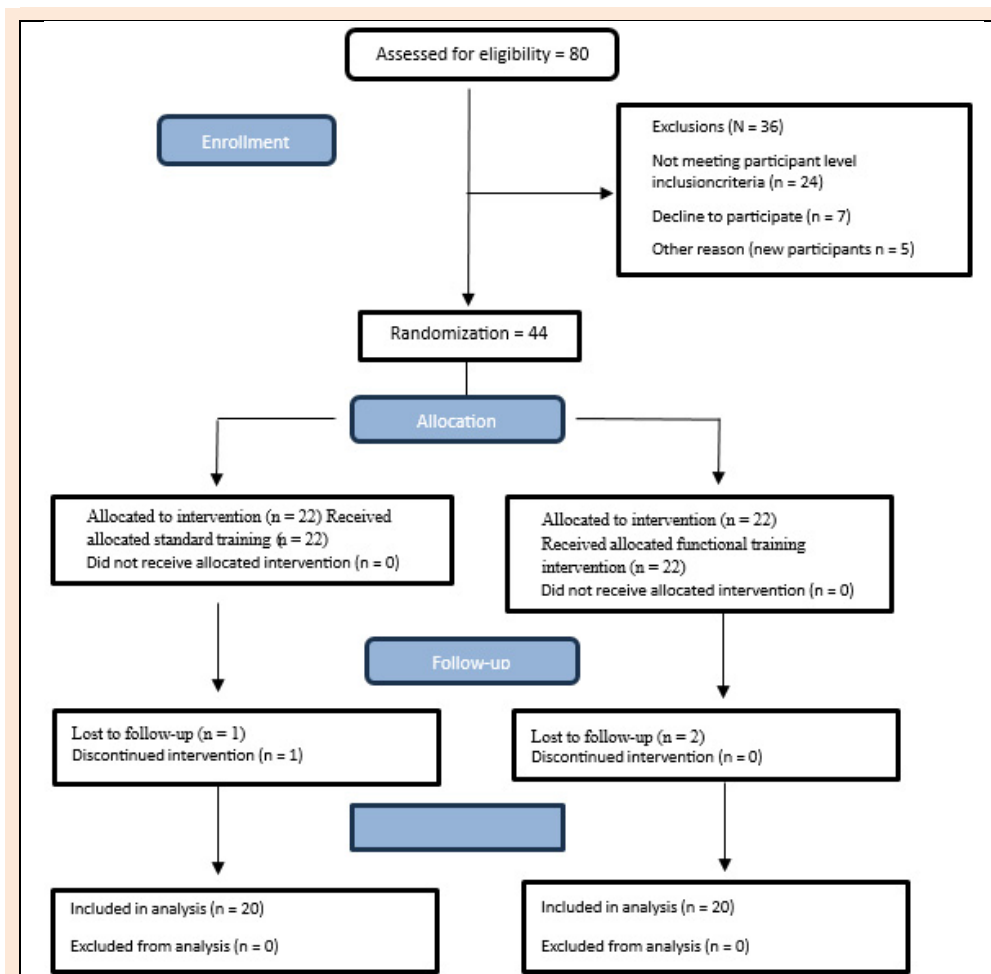 Assessed for eligibility = 80
Enrollment
Exclusions (N = 36)
Not meeting participant level
inclusioncriteria (n = 24)
Decline to participate (n = 7)
Other reason (new participants n = 5)
Randomization = 44
Allocation
Allocated to intervention (n = 22) Received
allocated standard training (n = 22)
Did not receive allocated intervention (n = 0)
Allocated to intervention (n = 22)
Received allocated functional training
intervention (n = 22)
Did not receive allocated intervention (n = 0)
Follow-up
Lost to follow-up (n = 1)
Discontinued intervention (n = 1)
Lost to follow-up (n = 2)
Discontinued intervention (n = 0)
Included in analysis (n = 20)
Excluded from analysis (n = 0)
Included in analysis (n = 20)
Excluded from analysis (n = 0)